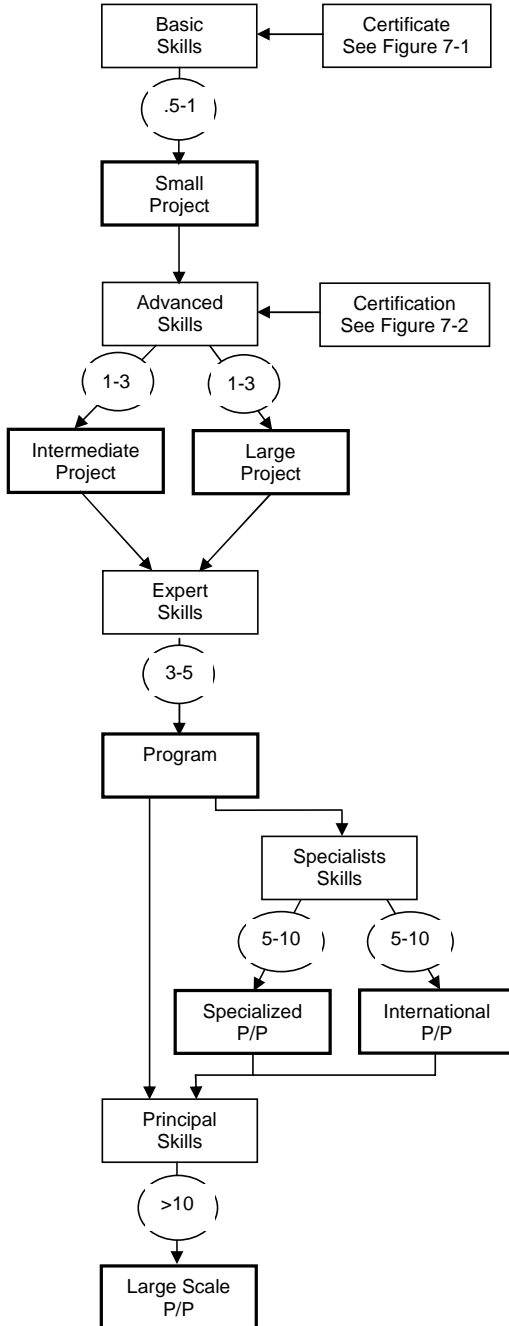 Basic
Skills
Certificate
See Figure 7-1
.5-1
Small
Project
Advanced
Skills
Certification
See Figure 7-2
1-3
1-3
Intermediate
Project
Large
Project
Expert
Skills
3-5
Program
Specialists
Skills
5-10
5-10
Specialized
P/P
International
P/P
Principal
Skills
>10
Large Scale
P/P